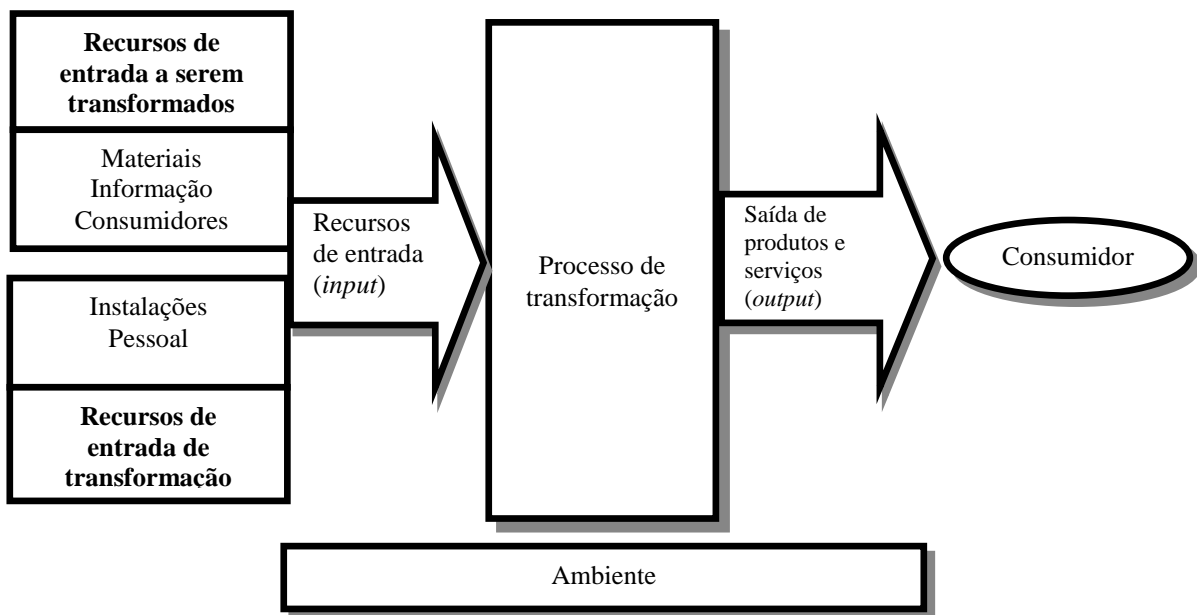 Recursos de
entrada a serem
transformados
Materiais
Informação
Consumidores
Instalações
Pessoal
Recursos de
entrada de
transformação
Recursos
de entrada
(input)
Processo de
transformação
Saída de
produtos e
serviços
(output)
Consumidor
Ambiente